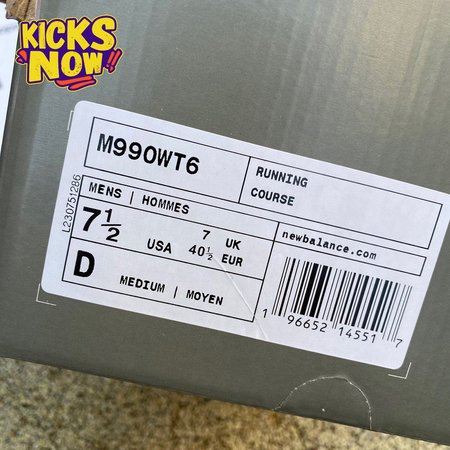 KICKS
NOW
M990WT6
RUNNING
COURSE
MENS | HOMMES
7½
USA
7 UK
40½ EUR
D
MEDIUM | MOYEN
newbalance.com
1 96652 14551 7
L230751286